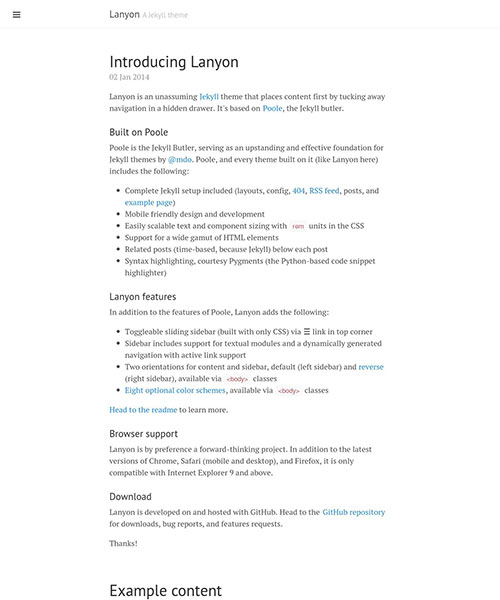 Lanyon A Jekyll theme
Introducing Lanyon
02 Jan 2014
Lanyon is an unassuming Jekyll theme that places content first by tucking away
navigation in a hidden drawer. It's based on Poole, the Jekyll butler.
Built on Poole
Poole is the Jekyll Butler, serving as an upstanding and effective foundation for
Jekyll themes by @mdo. Poole, and every theme built on it (like Lanyon here)
includes the following:
• Complete Jekyll setup included (layouts, config, 404, RSS feed, posts, and
example page)
• Mobile friendly design and development
• Easily scalable text and component sizing with rem units in the CSS
• Support for a wide gamut of HTML elements
• Related posts (time-based, because Jekyll) below each post
• Syntax highlighting, courtesy Pygments (the Python-based code snippet
highlighter)
Lanyon features
In addition to the features of Poole, Lanyon adds the following:
• Toggleable sliding sidebar (built with only CSS) via ☰ link in top corner
• Sidebar includes support for textual modules and a dynamically generated
navigation with active link support
• Two orientations for content and sidebar, default (left sidebar) and reverse
(right sidebar), available via <body> classes
• Eight optional color schemes, available via <body> classes
Head to the readme to learn more.
Browser support
Lanyon is by preference a forward-thinking project. In addition to the latest
versions of Chrome, Safari (mobile and desktop), and Firefox, it is only
compatible with Internet Explorer 9 and above.
Download
Lanyon is developed on and hosted with GitHub. Head to the GitHub repository
for downloads, bug reports, and features requests.
Thanks!
Example content